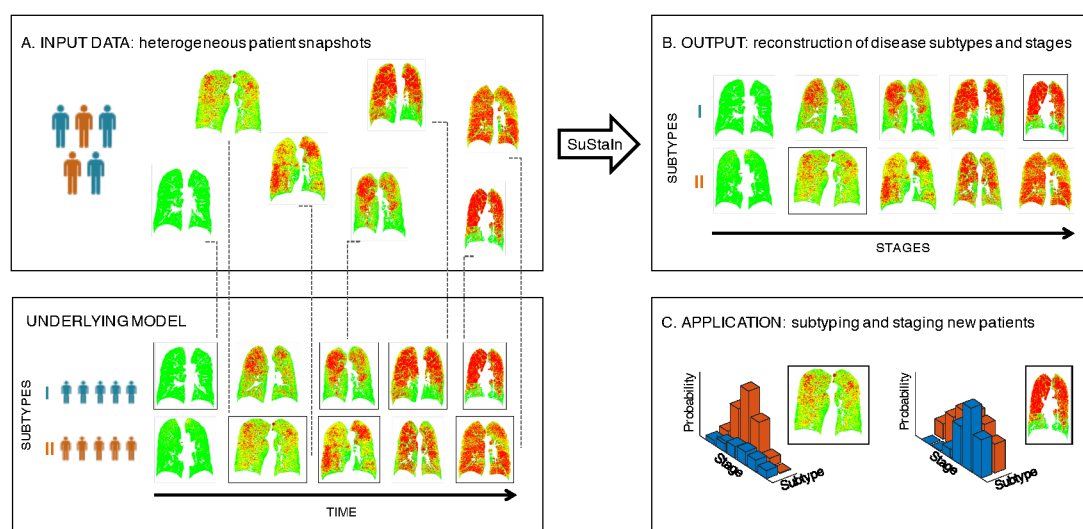 A. INPUT DATA: heterogeneous patient snapshots
SuStaIn
B. OUTPUT: reconstruction of disease subtypes and stages
SUBTYPES
I
II
STAGES
UNDERLYING MODEL
SUBTYPES
I
II
TIME
C. APPLICATION: subtyping and staging new patients
Probability
Stage
Subtype
Probability
Stage
Subtype